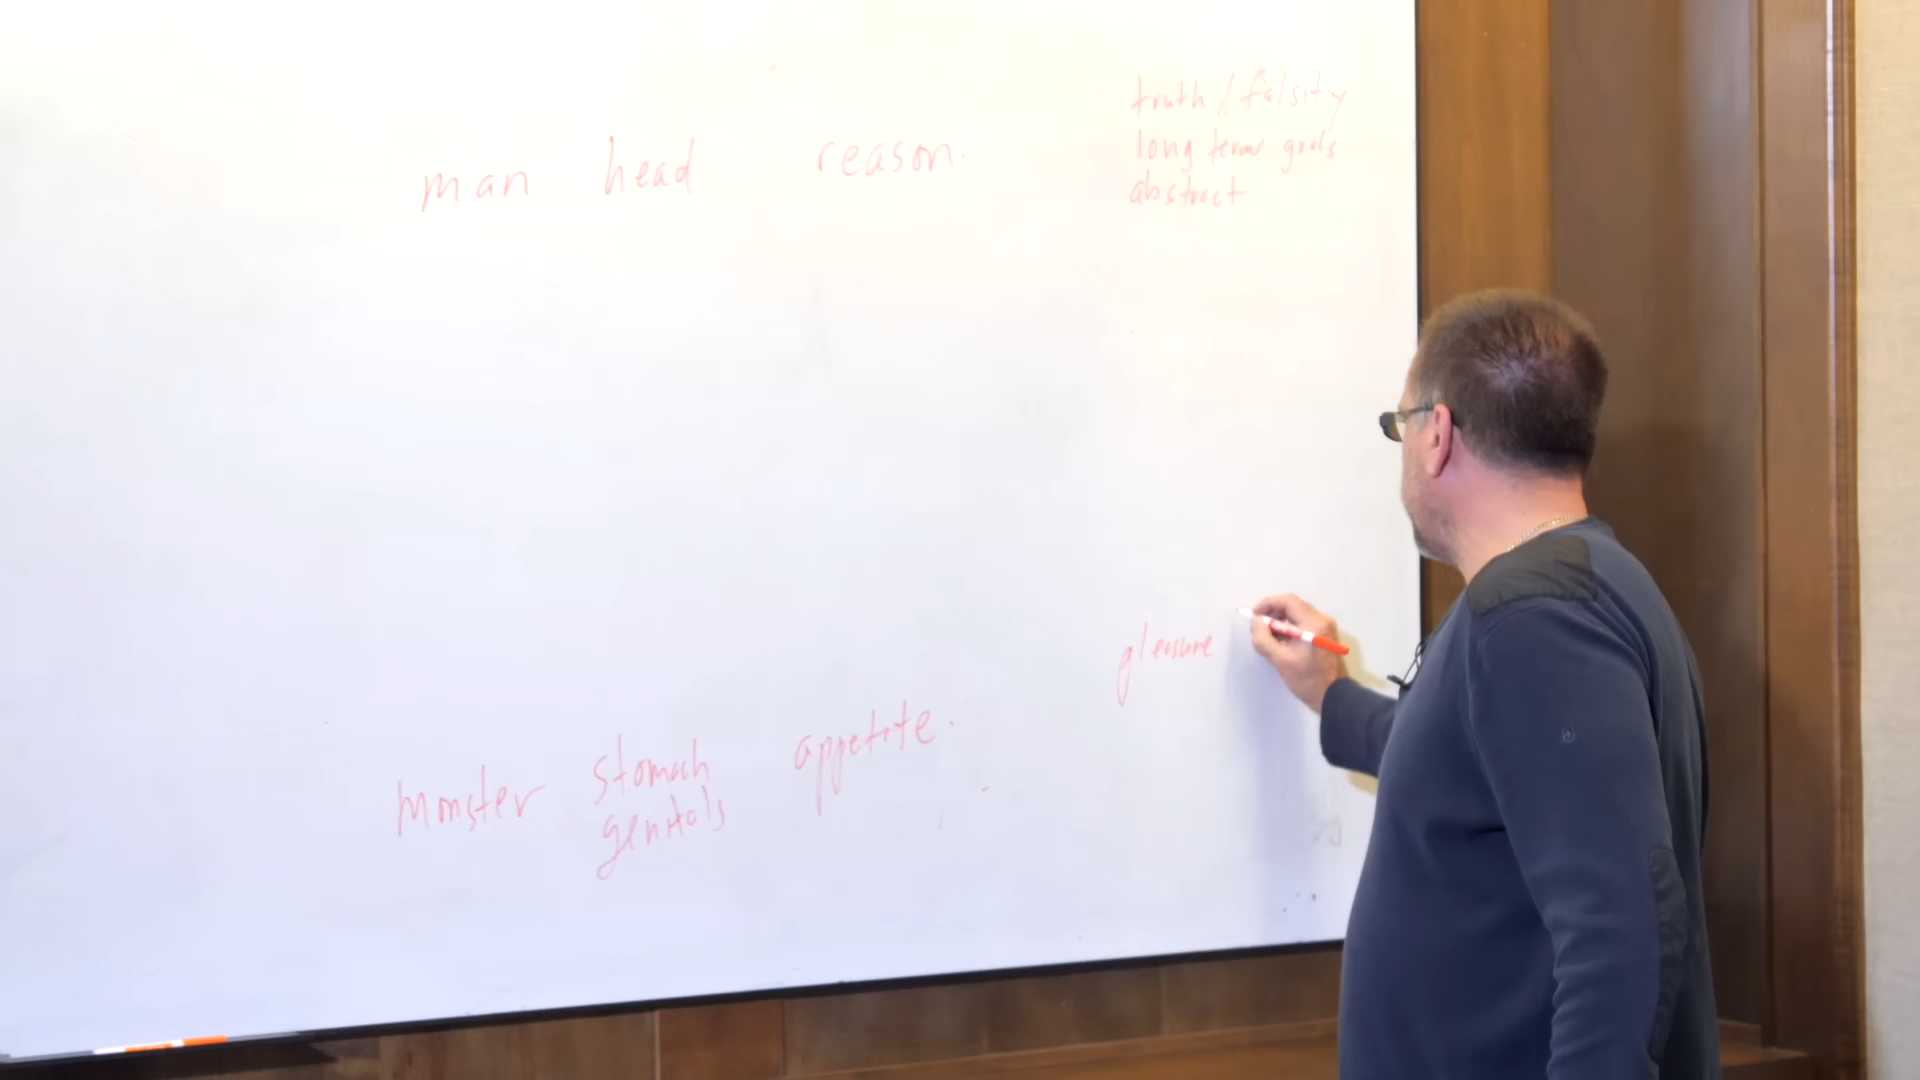 man head reason.
truth / falsity
long term goals
abstract
pleasure
monster stomach appetite.
genitals